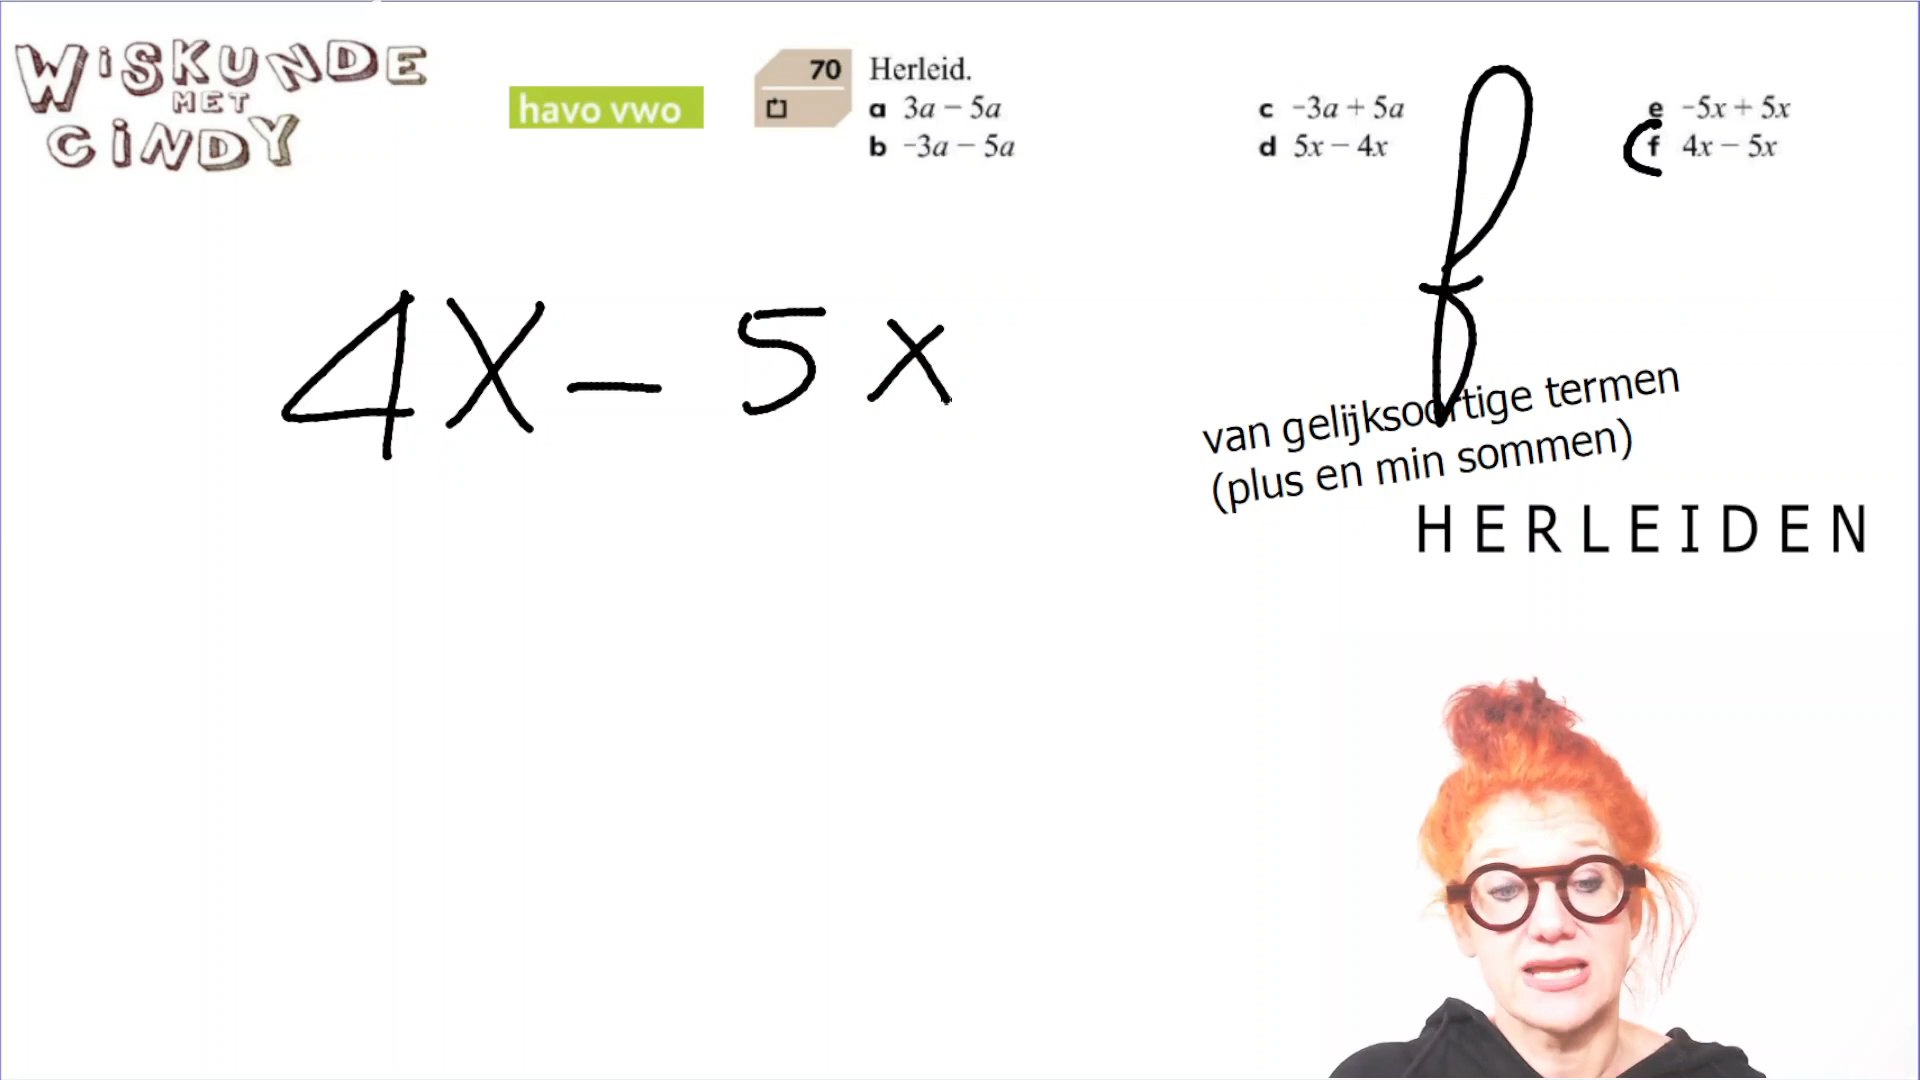 WiSKUNDE
MET
CiNDY
havo vwo
70
Herleid.
a 3a − 5a
b −3a − 5a
c −3a + 5a
d 5x − 4x
e −5x + 5x
f 4x − 5x
f
4x − 5x
van gelijksoortige termen
(plus en min sommen)
HERLEIDEN